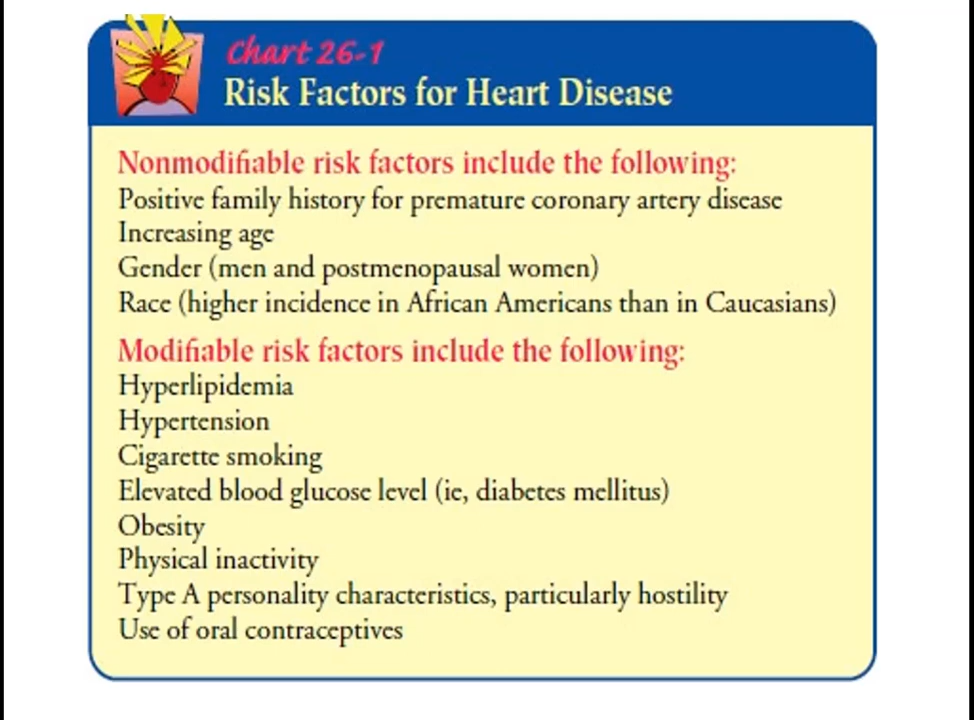 Chart 26-1
Risk Factors for Heart Disease
Nonmodifiable risk factors include the following:
Positive family history for premature coronary artery disease
Increasing age
Gender (men and postmenopausal women)
Race (higher incidence in African Americans than in Caucasians)
Modifiable risk factors include the following:
Hyperlipidemia
Hypertension
Cigarette smoking
Elevated blood glucose level (ie, diabetes mellitus)
Obesity
Physical inactivity
Type A personality characteristics, particularly hostility
Use of oral contraceptives